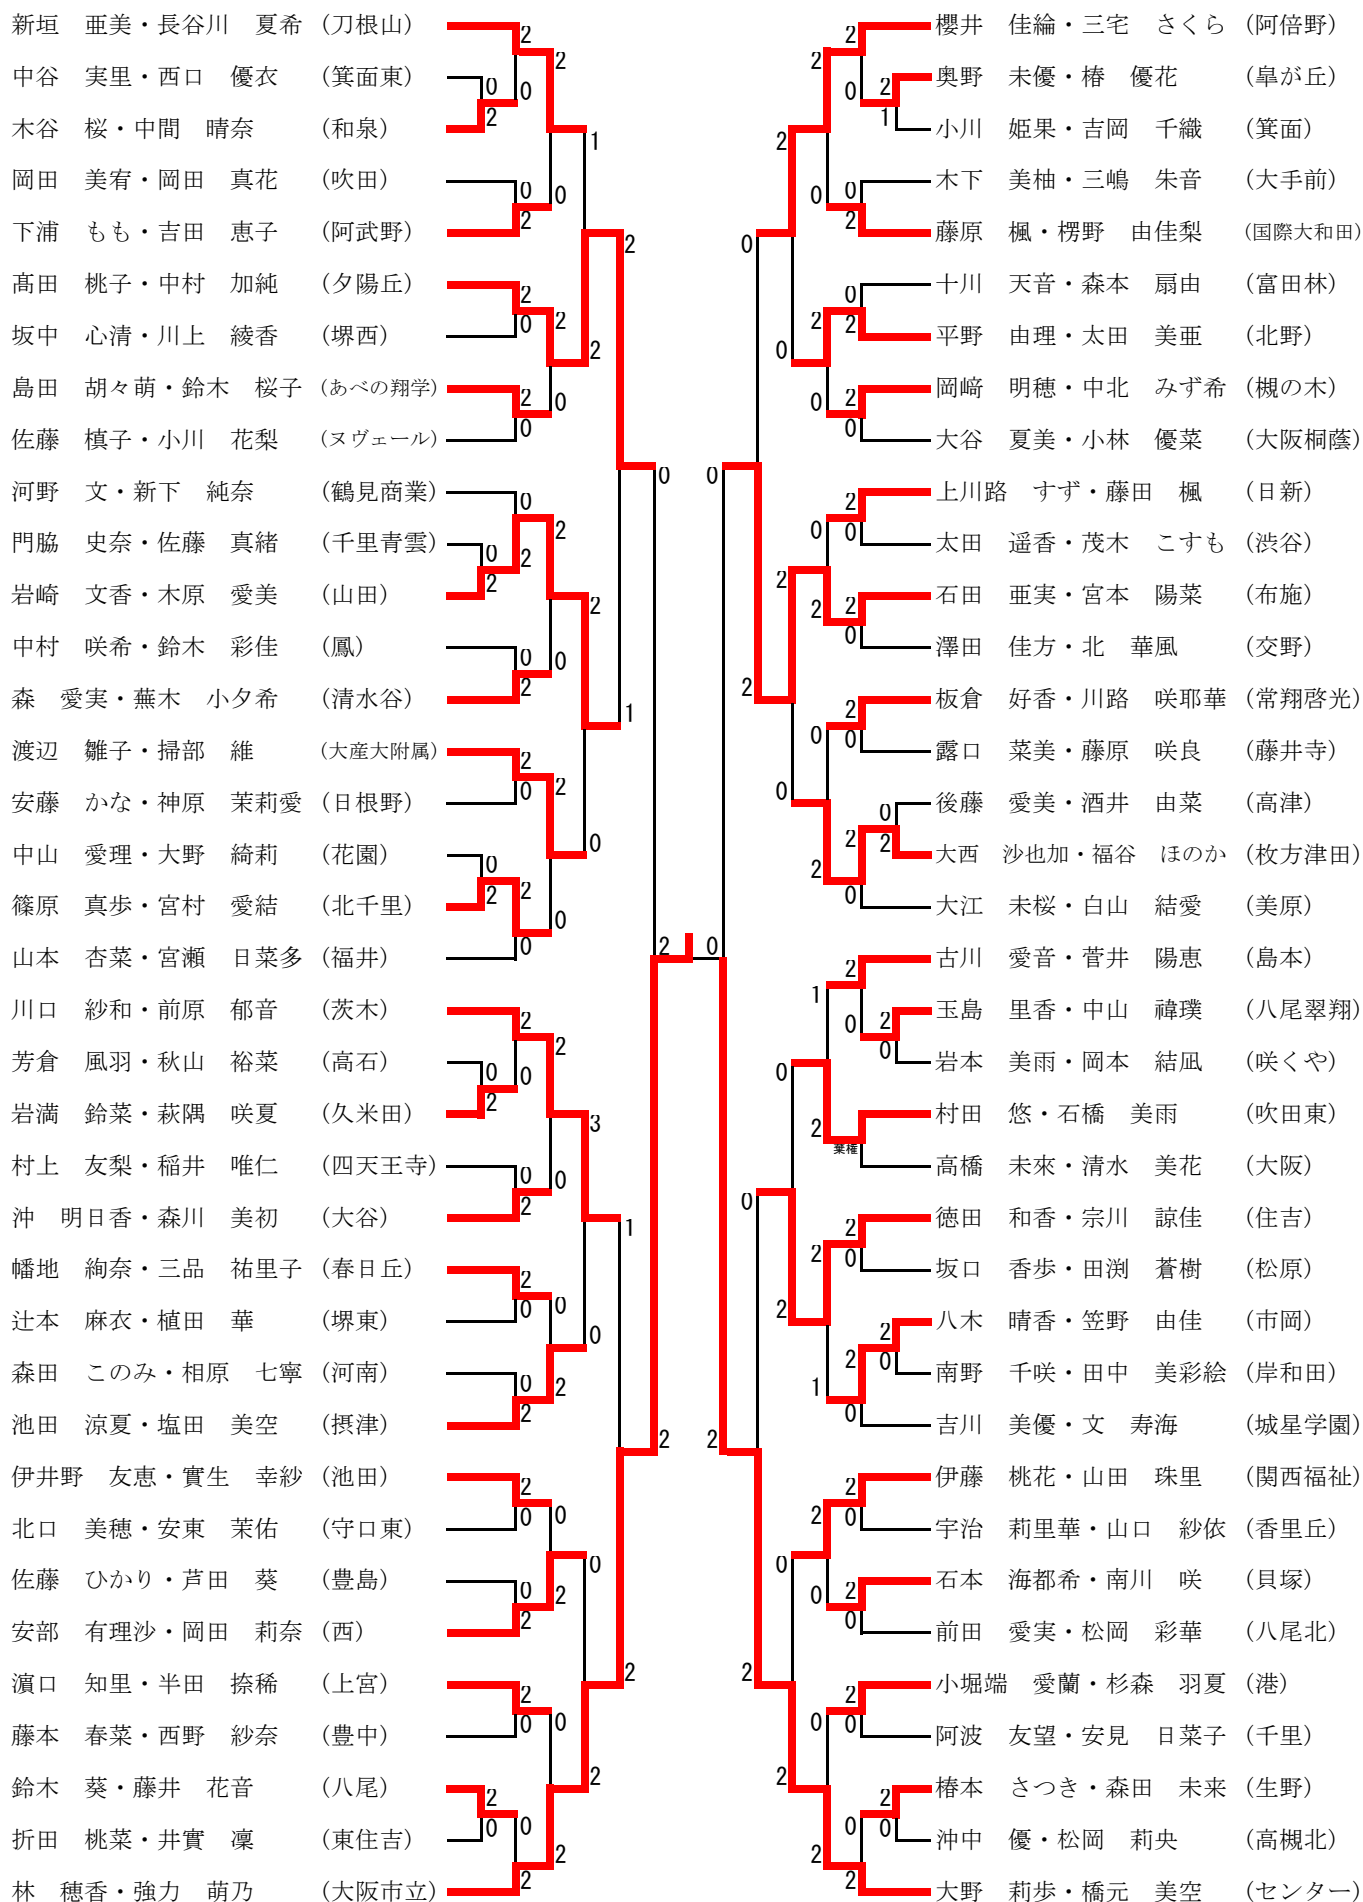 新垣　亜美・長谷川　夏希 (刀根山)
中谷　実里・西口　優衣 (箕面東)
木谷　桜・中間　晴奈 (和泉)
岡田　美宥・岡田　真花 (吹田)
下浦　もも・吉田　恵子 (阿武野)
髙田　桃子・中村　加純 (夕陽丘)
坂中　心清・川上　綾香 (堺西)
島田　胡々萌・鈴木　桜子 (あべの翔学)
佐藤　槙子・小川　花梨 (ヌヴェール)
河野　文・新下　純奈 (鶴見商業)
門脇　史奈・佐藤　真緒 (千里青雲)
岩崎　文香・木原　愛美 (山田)
中村　咲希・鈴木　彩佳 (鳳)
森　愛実・蕪木　小夕希 (清水谷)
渡辺　雛子・掃部　維 (大産大附属)
安藤　かな・神原　茉莉愛 (日根野)
中山　愛理・大野　綺莉 (花園)
篠原　真歩・宮村　愛結 (北千里)
山本　杏菜・宮瀬　日菜多 (福井)
川口　紗和・前原　郁音 (茨木)
芳倉　風羽・秋山　裕菜 (高石)
岩満　鈴菜・萩隅　咲夏 (久米田)
村上　友梨・稲井　唯仁 (四天王寺)
沖　明日香・森川　美初 (大谷)
幡地　絢奈・三品　祐里子 (春日丘)
辻本　麻衣・植田　華 (堺東)
森田　このみ・相原　七寧 (河南)
池田　涼夏・塩田　美空 (摂津)
伊井野　友恵・實生　幸紗 (池田)
北口　美穂・安東　茉佑 (守口東)
佐藤　ひかり・芦田　葵 (豊島)
安部　有理沙・岡田　莉奈 (西)
濵口　知里・半田　捺稀 (上宮)
藤本　春菜・西野　紗奈 (豊中)
鈴木　葵・藤井　花音 (八尾)
折田　桃菜・井實　凜 (東住吉)
林　穂香・強力　萌乃 (大阪市立)
櫻井　佳綸・三宅　さくら (阿倍野)
奥野　未優・椿　優花 (皐が丘)
小川　姫果・吉岡　千織 (箕面)
木下　美柚・三嶋　朱音 (大手前)
藤原　楓・楞野　由佳梨 (国際大和田)
十川　天音・森本　扇由 (富田林)
平野　由理・太田　美亜 (北野)
岡﨑　明穂・中北　みず希 (槻の木)
大谷　夏美・小林　優菜 (大阪桐蔭)
上川路　すず・藤田　楓 (日新)
太田　遥香・茂木　こすも (渋谷)
石田　亜実・宮本　陽菜 (布施)
澤田　佳方・北　華風 (交野)
板倉　好香・川路　咲耶華 (常翔啓光)
露口　菜美・藤原　咲良 (藤井寺)
後藤　愛美・酒井　由菜 (高津)
大西　沙也加・福谷　ほのか (枚方津田)
大江　未桜・白山　結愛 (美原)
古川　愛音・菅井　陽恵 (島本)
玉島　里香・中山　禕璞 (八尾翠翔)
岩本　美雨・岡本　結凪 (咲くや)
村田　悠・石橋　美雨 (吹田東)
棄権
高橋　未來・清水　美花 (大阪)
徳田　和香・宗川　諒佳 (住吉)
坂口　香歩・田渕　蒼樹 (松原)
八木　晴香・笠野　由佳 (市岡)
南野　千咲・田中　美彩絵 (岸和田)
吉川　美優・文　寿海 (城星学園)
伊藤　桃花・山田　珠里 (関西福祉)
宇治　莉里華・山口　紗依 (香里丘)
石本　海都希・南川　咲 (貝塚)
前田　愛実・松岡　彩華 (八尾北)
小堀端　愛蘭・杉森　羽夏 (港)
阿波　友望・安見　日菜子 (千里)
椿本　さつき・森田　未来 (生野)
沖中　優・松岡　莉央 (高槻北)
大野　莉歩・橋元　美空 (センター)